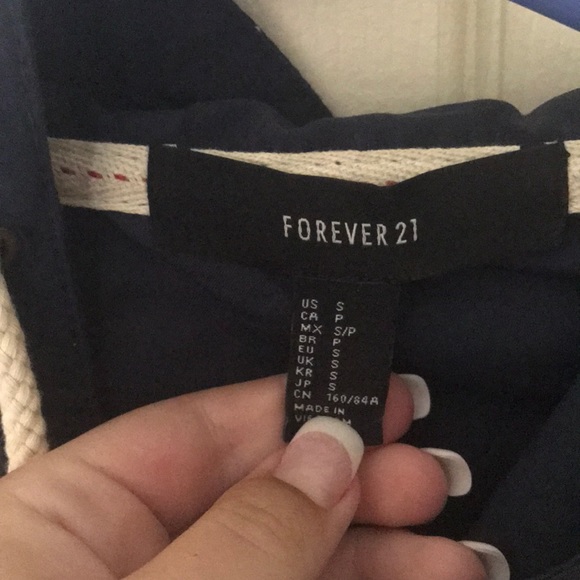 FOREVER 21
US S
CA P
MX S/P
BR P
EU S
UK S
KR S
JP S
CN 160/84A
MADE IN